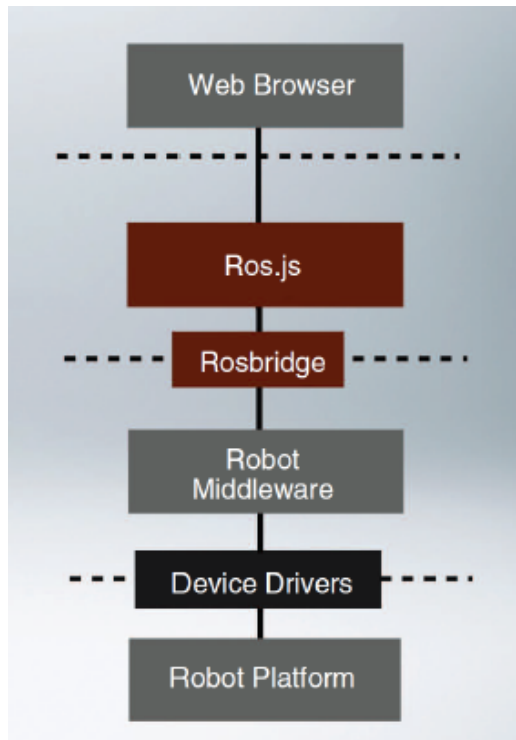 Web Browser
Ros.js
Rosbridge
Robot
Middleware
Device Drivers
Robot Platform